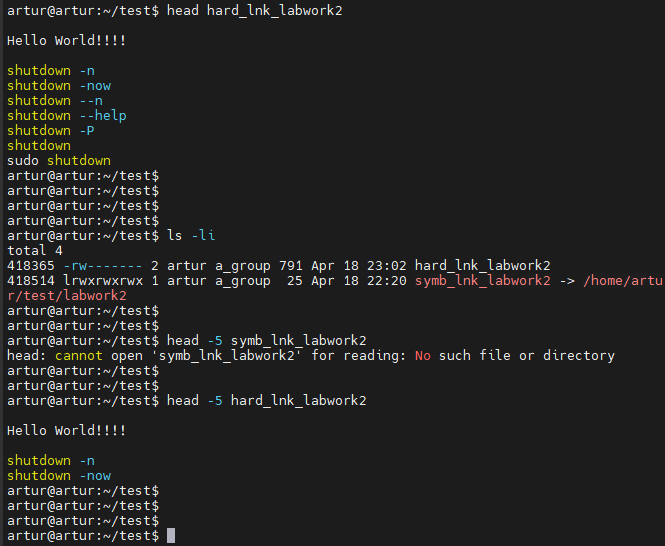 artur@artur:~/test$ head hard_lnk_labwork2

Hello World!!!!

shutdown -n
shutdown -now
shutdown --n
shutdown --help
shutdown -P
shutdown
sudo shutdown
artur@artur:~/test$
artur@artur:~/test$
artur@artur:~/test$
artur@artur:~/test$
artur@artur:~/test$ ls -li
total 4
418365 -rw------- 2 artur a_group 791 Apr 18 23:02 hard_lnk_labwork2
418514 lrwxrwxrwx 1 artur a_group  25 Apr 18 22:20 symb_lnk_labwork2 -> /home/artu
r/test/labwork2
artur@artur:~/test$
artur@artur:~/test$
artur@artur:~/test$ head -5 symb_lnk_labwork2
head: cannot open 'symb_lnk_labwork2' for reading: No such file or directory
artur@artur:~/test$
artur@artur:~/test$
artur@artur:~/test$ head -5 hard_lnk_labwork2

Hello World!!!!

shutdown -n
shutdown -now
artur@artur:~/test$
artur@artur:~/test$
artur@artur:~/test$
artur@artur:~/test$